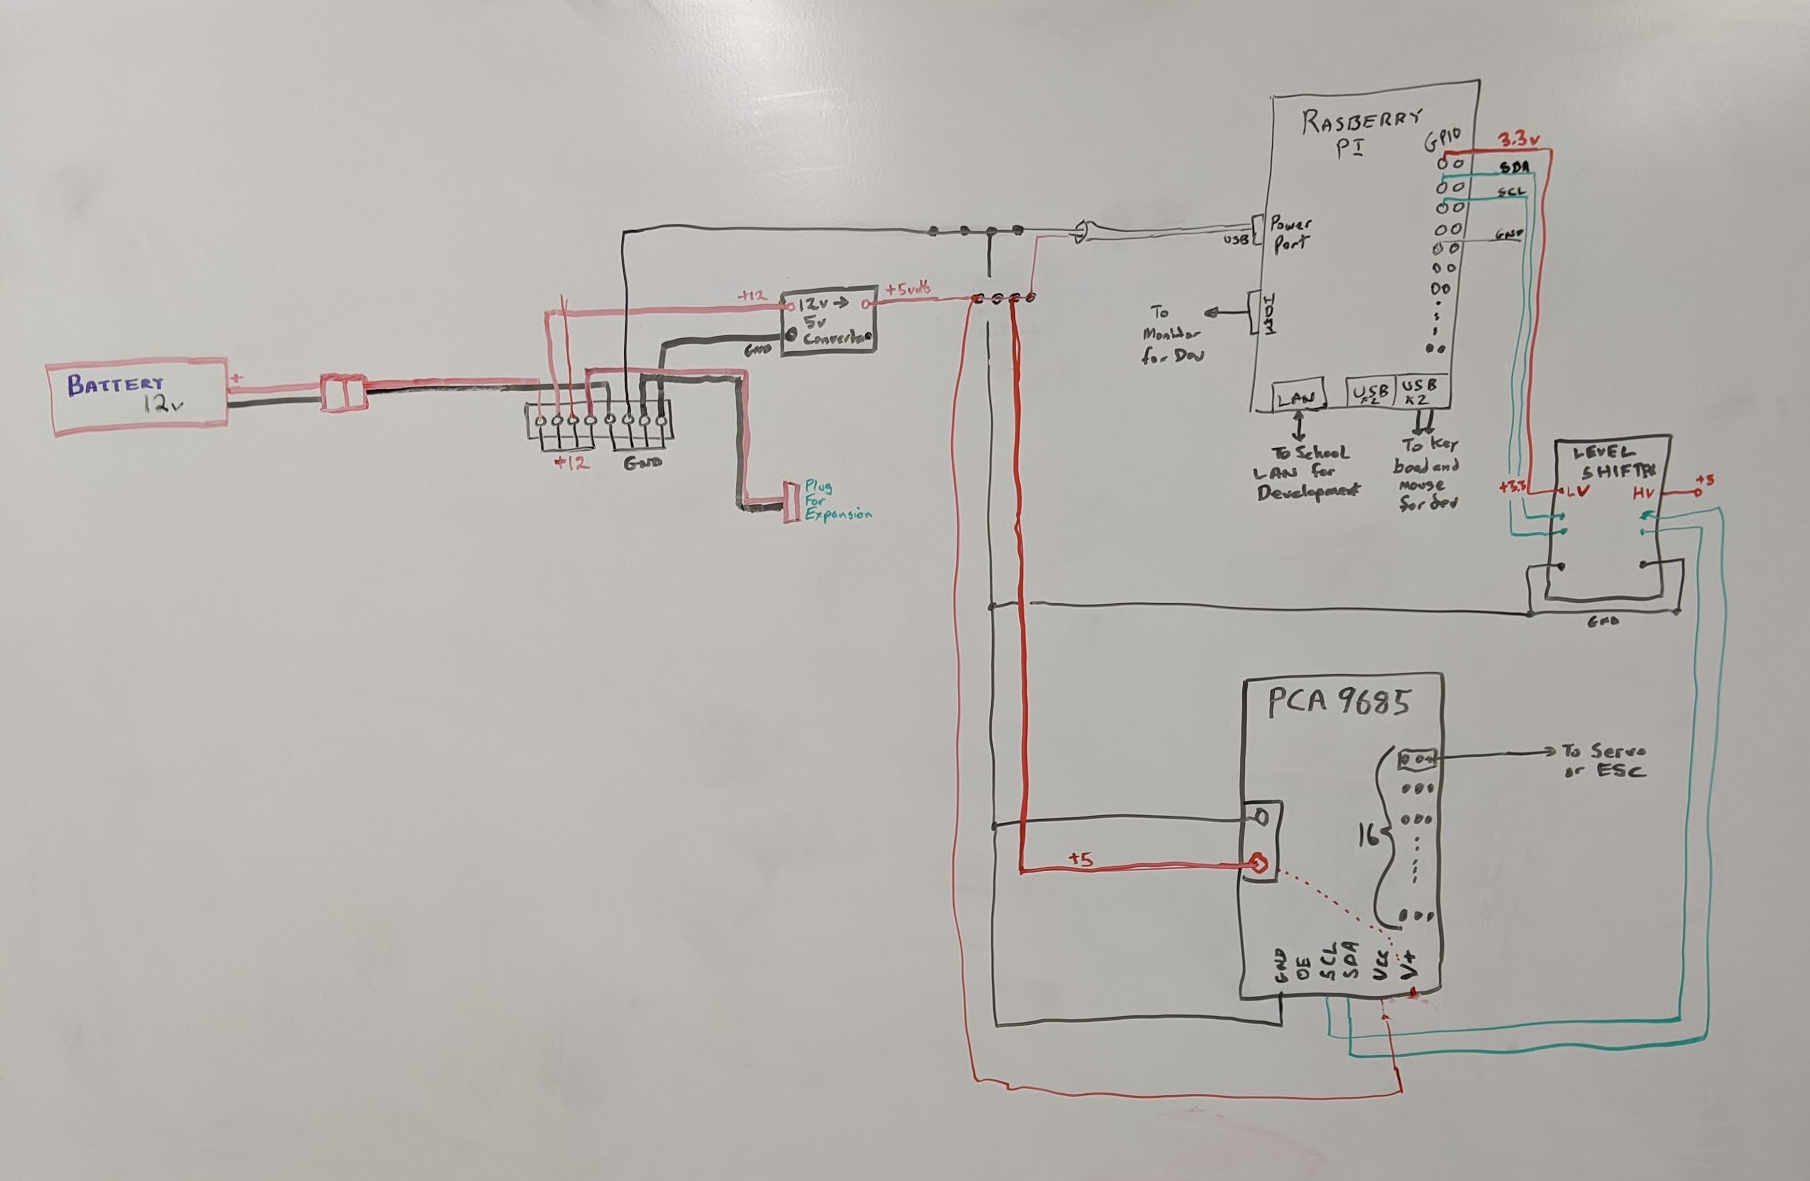 BATTERY
12v
+
+12
GND
+12
GND
12v →
5v
Converter
+5volts
Plug
For
Expansion
RASBERRY
PI
GPIO
3.3v
SDA
SCL
GND
USB
Power
Port
HDMI
To
Monitor
for Dev
LAN
USB
x2
USB
x2
To School
LAN for
Development
To Key
boad and
mouse
for ded
LEVEL
SHIFTER
+3.3
LV
HV
+5
GND
PCA 9685
16
To Servo
or ESC
+5
GND
OE
SCL
SDA
VCC
V+